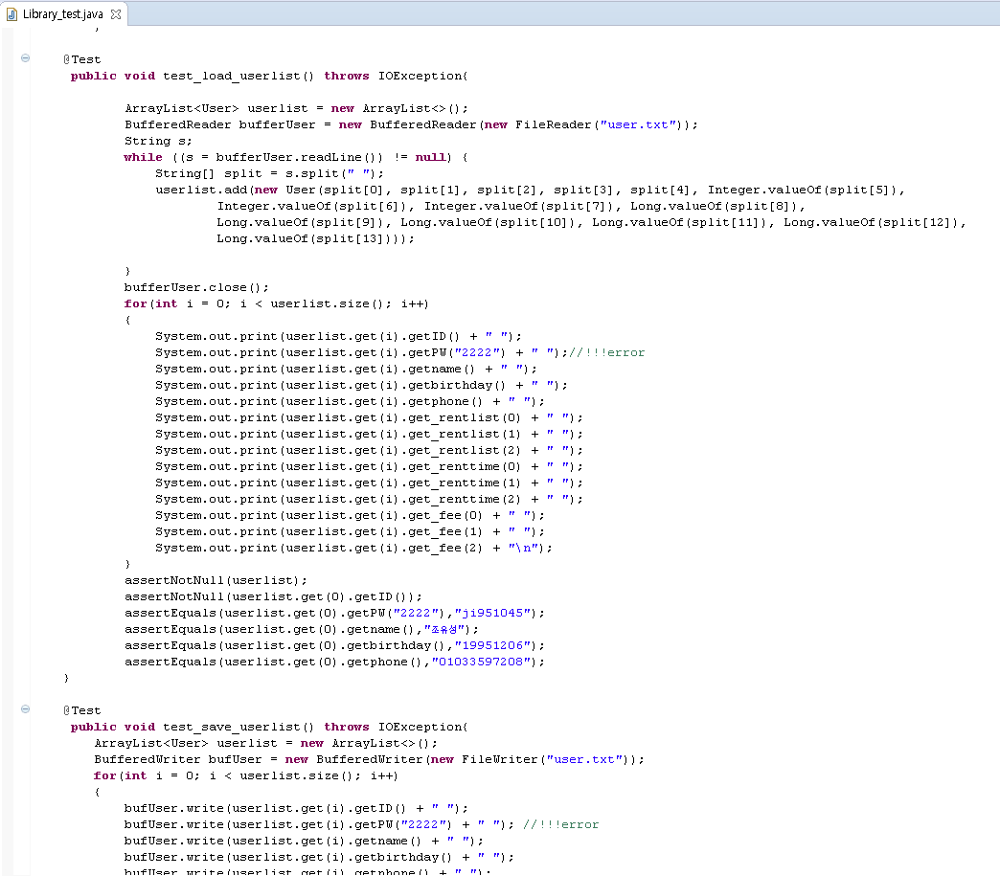 Library_test.java
@Test
public void test_load_userlist() throws IOException{
ArrayList<User> userlist = new ArrayList<>();
BufferedReader bufferUser = new BufferedReader(new FileReader("user.txt"));
String s;
while ((s = bufferUser.readLine()) != null) {
String[] split = s.split(" ");
userlist.add(new User(split[0], split[1], split[2], split[3], split[4], Integer.valueOf(split[5]),
Integer.valueOf(split[6]), Integer.valueOf(split[7]), Long.valueOf(split[8]),
Long.valueOf(split[9]), Long.valueOf(split[10]), Long.valueOf(split[11]), Long.valueOf(split[12]),
Long.valueOf(split[13])));
}
bufferUser.close();
for(int i = 0; i < userlist.size(); i++)
{
System.out.print(userlist.get(i).getID() + " ");
System.out.print(userlist.get(i).getPW("2222") + " ");//!!!error
System.out.print(userlist.get(i).getname() + " ");
System.out.print(userlist.get(i).getbirthday() + " ");
System.out.print(userlist.get(i).getphone() + " ");
System.out.print(userlist.get(i).get_rentlist(0) + " ");
System.out.print(userlist.get(i).get_rentlist(1) + " ");
System.out.print(userlist.get(i).get_rentlist(2) + " ");
System.out.print(userlist.get(i).get_renttime(0) + " ");
System.out.print(userlist.get(i).get_renttime(1) + " ");
System.out.print(userlist.get(i).get_renttime(2) + " ");
System.out.print(userlist.get(i).get_fee(0) + " ");
System.out.print(userlist.get(i).get_fee(1) + " ");
System.out.print(userlist.get(i).get_fee(2) + "\n");
}
assertNotNull(userlist);
assertNotNull(userlist.get(0).getID());
assertEquals(userlist.get(0).getPW("2222"),"ji951045");
assertEquals(userlist.get(0).getname(),"조유성");
assertEquals(userlist.get(0).getbirthday(),"19951206");
assertEquals(userlist.get(0).getphone(),"01033597208");
}
@Test
public void test_save_userlist() throws IOException{
ArrayList<User> userlist = new ArrayList<>();
BufferedWriter bufUser = new BufferedWriter(new FileWriter("user.txt"));
for(int i = 0; i < userlist.size(); i++)
{
bufUser.write(userlist.get(i).getID() + " ");
bufUser.write(userlist.get(i).getPW("2222") + " "); //!!!error
bufUser.write(userlist.get(i).getname() + " ");
bufUser.write(userlist.get(i).getbirthday() + " ");
bufUser.write(userlist.get(i).getphone() + " ");